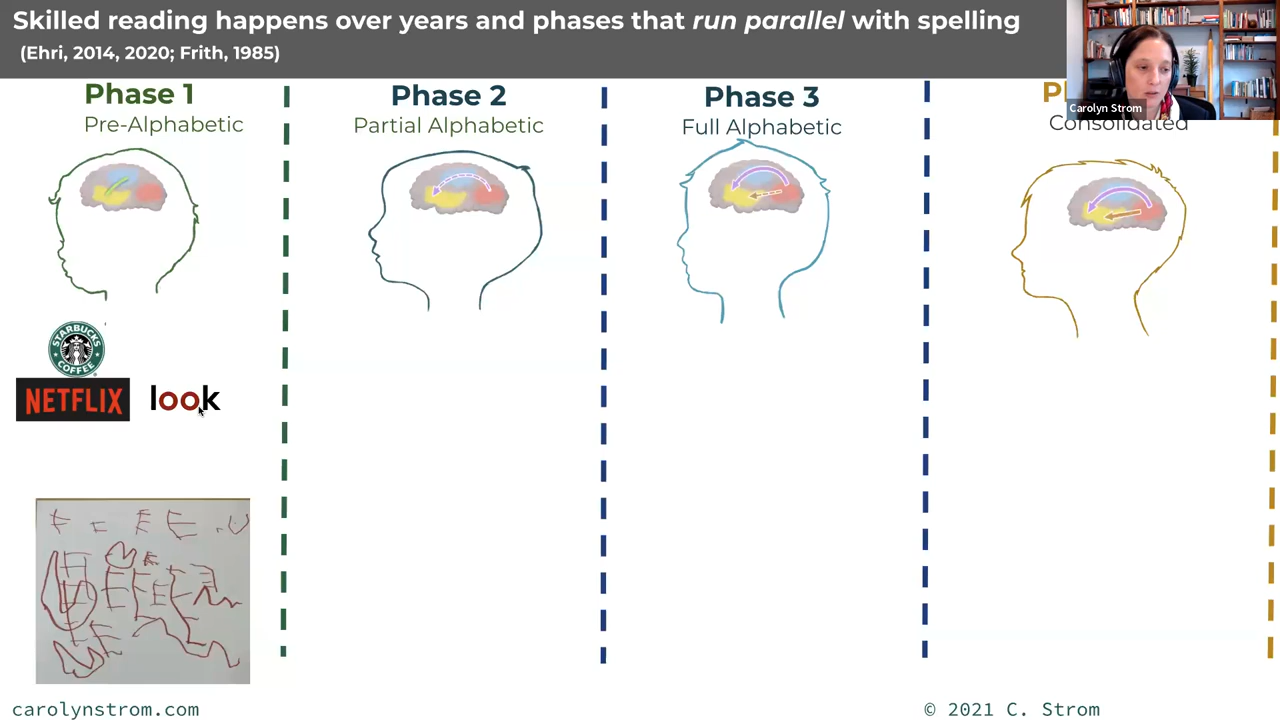 Skilled reading happens over years and phases that run parallel with spelling
(Ehri, 2014, 2020; Frith, 1985)
Carolyn Strom
Phase 1
Pre-Alphabetic
Phase 2
Partial Alphabetic
Phase 3
Full Alphabetic
Consolidated
STARBUCKS
COFFEE
NETFLIX
look
E E E E
carolynstrom.com
© 2021 C. Strom